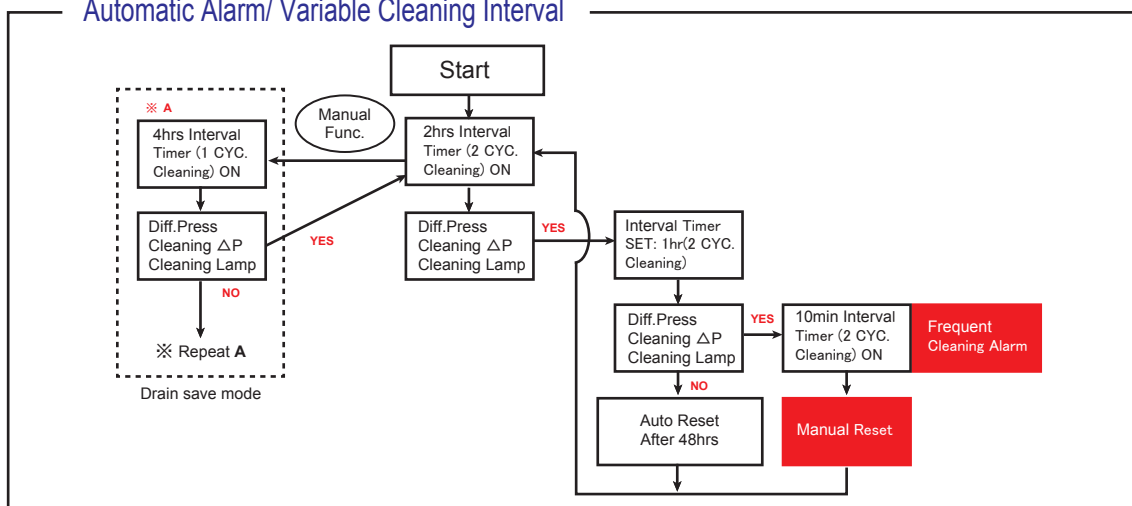 Automatic Alarm/ Variable Cleaning Interval
Start
※ A
4hrs Interval
Timer (1 CYC.
Cleaning) ON
Manual
Func.
2hrs Interval
Timer (2 CYC.
Cleaning) ON
Diff.Press
Cleaning △P
Cleaning Lamp
YES
NO
※ Repeat A
Drain save mode
Diff.Press
Cleaning △P
Cleaning Lamp
YES
Interval Timer
SET: 1hr(2 CYC.
Cleaning)
Diff.Press
Cleaning △P
Cleaning Lamp
YES
10min Interval
Timer (2 CYC.
Cleaning) ON
Frequent
Cleaning Alarm
NO
Auto Reset
After 48hrs
Manual Reset